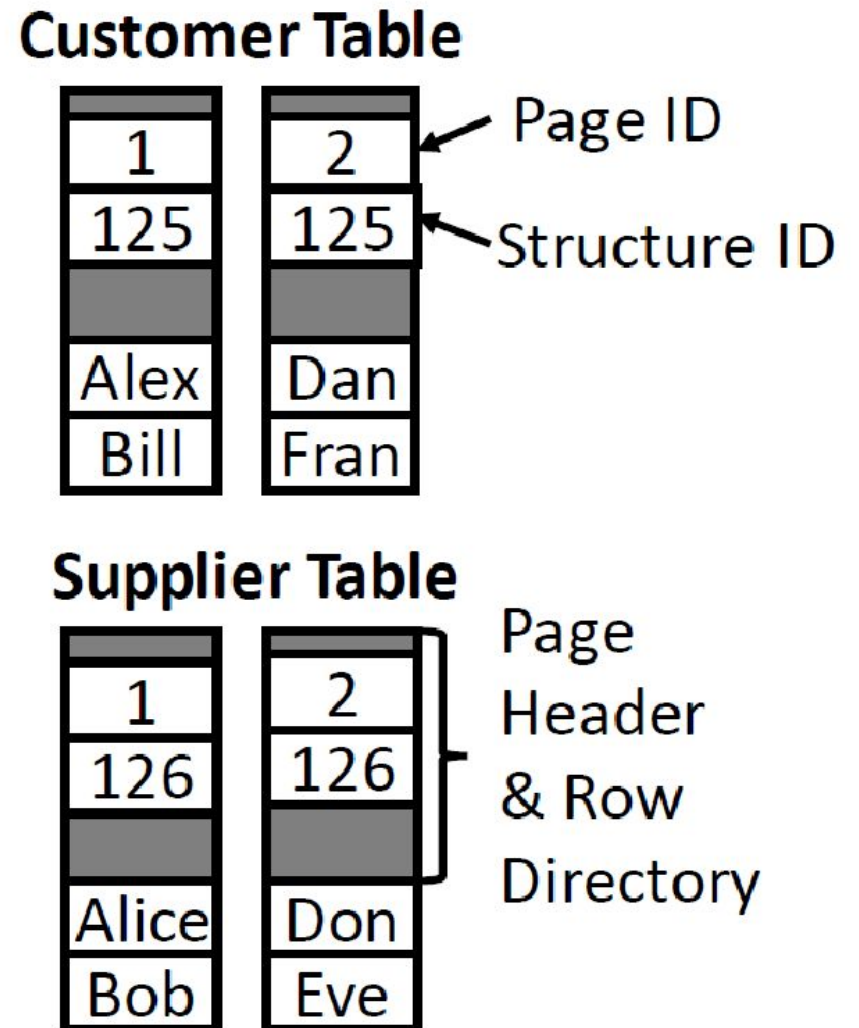 Customer Table
1 2 Page ID
125 125 Structure ID
Alex Dan
Bill Fran
Supplier Table
Page
1 2 Header
126 126 & Row
Directory
Alice Don
Bob Eve